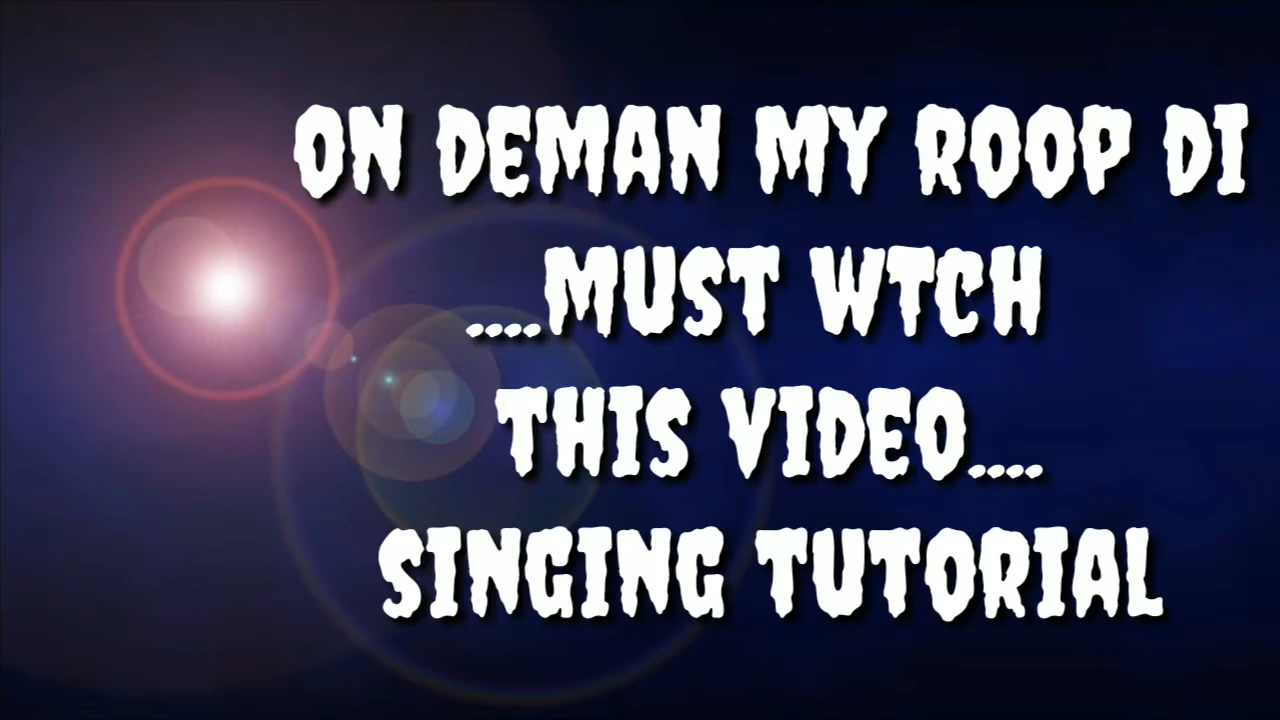 ON DEMAN MY ROOP DI
....MUST WTCH
THIS VIDEO....
SINGING TUTORIAL